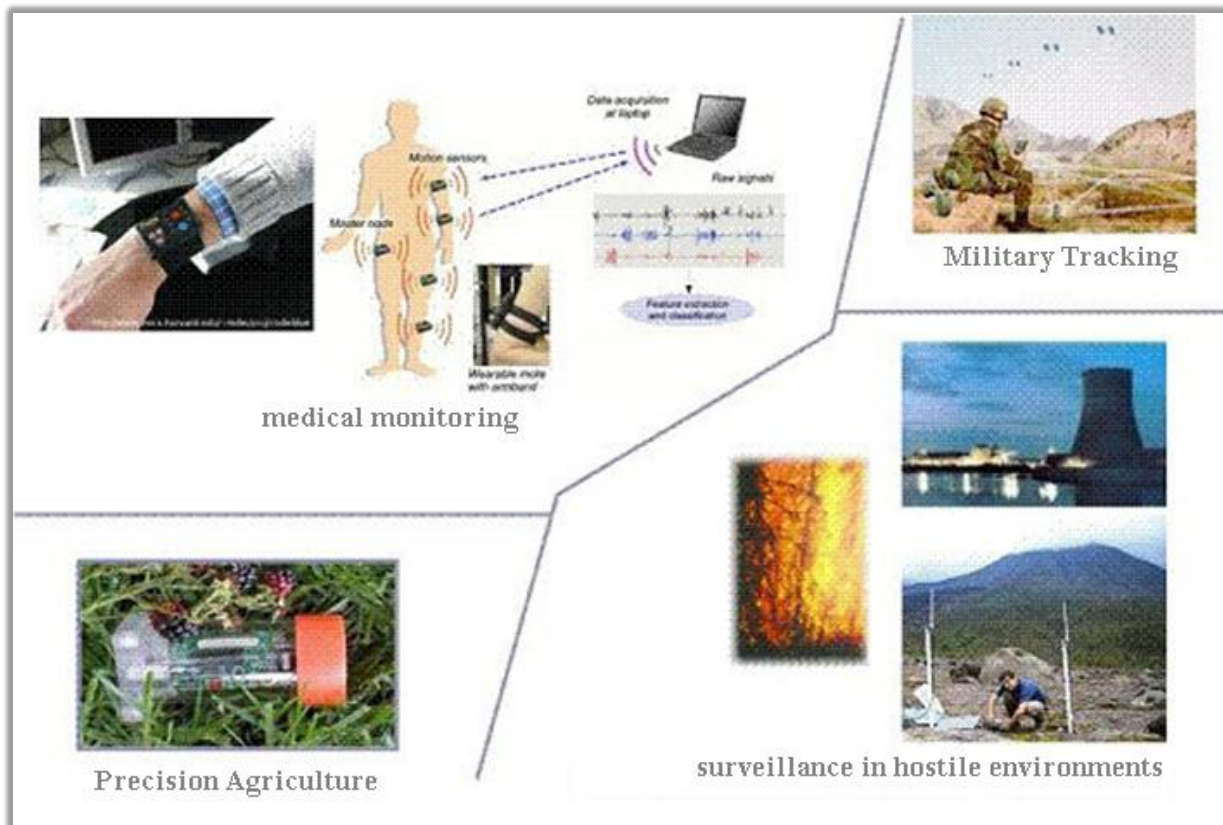 Data acquisition
at laptop
Motion sensors
Raw signals
Master node
Feature extraction
and classification
Wearable mote
with armband
medical monitoring
Military Tracking
Precision Agriculture
surveillance in hostile environments